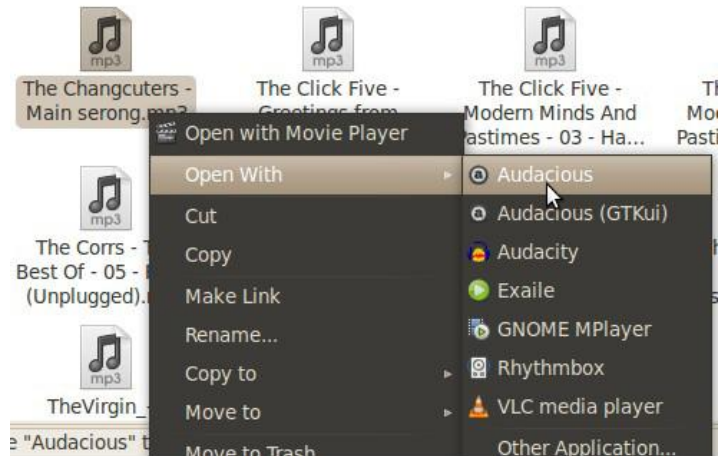 mp3
mp3
mp3
The Changcuters -
Main serong.mp3
The Click Five -
Greetings from
The Click Five -
Modern Minds And
Pastimes - 03 - Ha...
Open with Movie Player
Open With
Cut
Copy
Make Link
Rename...
Copy to
Move to
Move to Trash
Audacious
Audacious (GTKui)
Audacity
Exaile
GNOME MPlayer
Rhythmbox
VLC media player
Other Application...
mp3
The Corrs -
Best Of - 05 -
(Unplugged).
mp3
TheVirgin_
"Audacious"